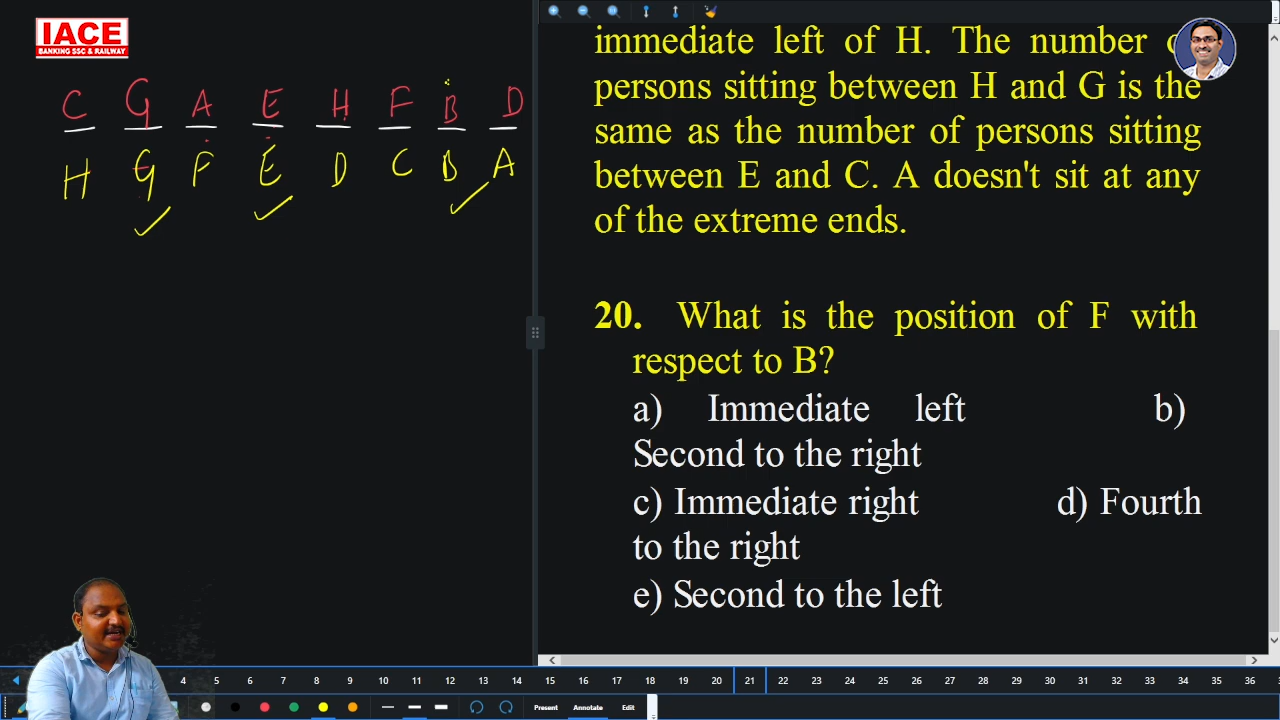 IACE
BANKING SSC & RAILWAY
C G A E H F B D
H G F E D C B A
immediate left of H. The number of
persons sitting between H and G is the
same as the number of persons sitting
between E and C. A doesn't sit at any
of the extreme ends.
20. What is the position of F with
respect to B?
a) Immediate left b)
Second to the right
c) Immediate right d) Fourth
to the right
e) Second to the left
4 5 6 7 8 9 10 11 12 13 14 15 16 17 18 19 20 21 22 23 24 25 26 27 28 29 30 31 32 33 34 35 36
Present Annotate Edit